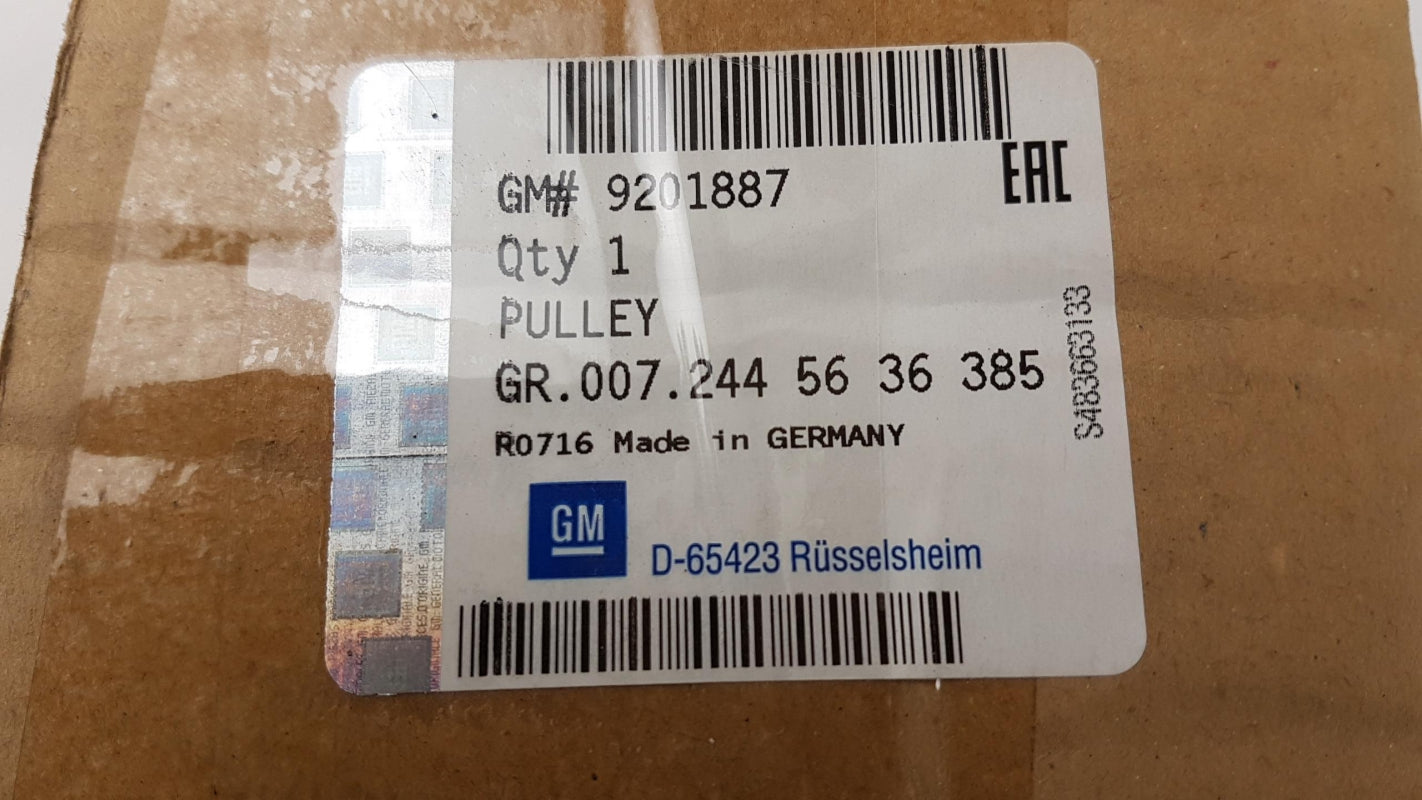 EAC
GM# 9201887
Qty 1
PULLEY
GR.007.244 56 36 385
R0716 Made in GERMANY
S483663133
GM
D-65423 Rüsselsheim